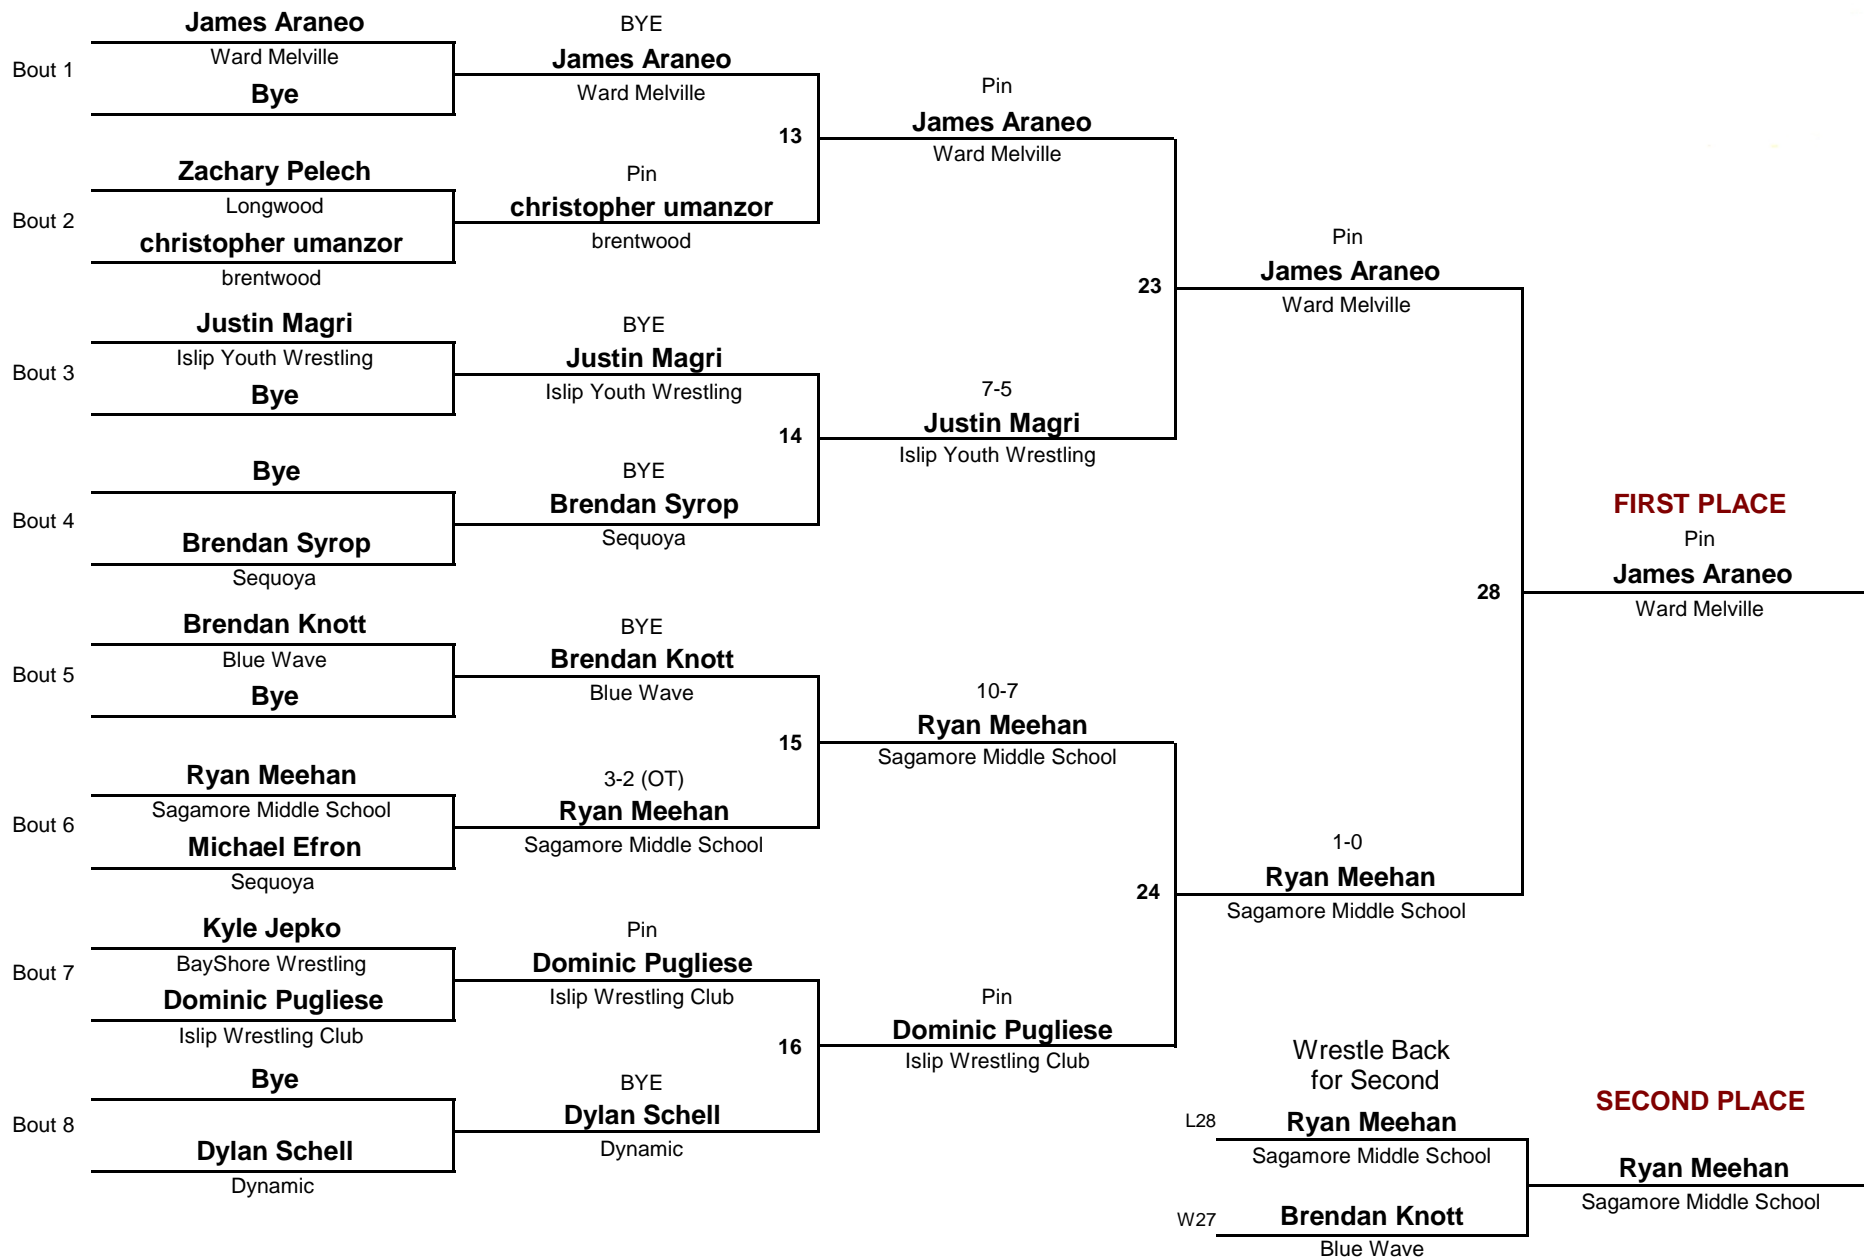 Bout 1
James Araneo
Ward Melville
Bye
Bout 2
Zachary Pelech
Longwood
christopher umanzor
brentwood
Bout 3
Justin Magri
Islip Youth Wrestling
Bye
Bout 4
Bye
Brendan Syrop
Sequoya
Bout 5
Brendan Knott
Blue Wave
Bye
Bout 6
Ryan Meehan
Sagamore Middle School
Michael Efron
Sequoya
Bout 7
Kyle Jepko
BayShore Wrestling
Dominic Pugliese
Islip Wrestling Club
Bout 8
Bye
Dylan Schell
Dynamic
BYE
James Araneo
Ward Melville
Pin
christopher umanzor
brentwood
BYE
Justin Magri
Islip Youth Wrestling
BYE
Brendan Syrop
Sequoya
BYE
Brendan Knott
Blue Wave
3-2 (OT)
Ryan Meehan
Sagamore Middle School
Pin
Dominic Pugliese
Islip Wrestling Club
BYE
Dylan Schell
Dynamic
13
14
15
16
Pin
James Araneo
Ward Melville
7-5
Justin Magri
Islip Youth Wrestling
10-7
Ryan Meehan
Sagamore Middle School
Pin
Dominic Pugliese
Islip Wrestling Club
23
24
Pin
James Araneo
Ward Melville
1-0
Ryan Meehan
Sagamore Middle School
28
FIRST PLACE
Pin
James Araneo
Ward Melville
Wrestle Back
for Second
L28
Ryan Meehan
Sagamore Middle School
W27
Brendan Knott
Blue Wave
SECOND PLACE
Ryan Meehan
Sagamore Middle School